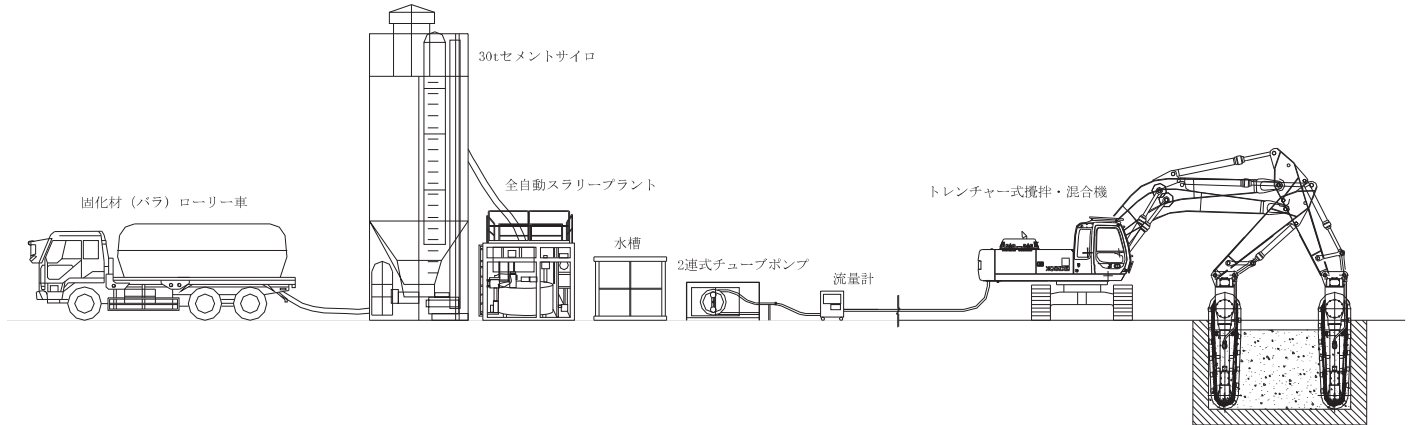 固化材（バラ）ローリー車
30tセメントサイロ
全自動スラリープラント
水槽
2連式チューブポンプ
流量計
トレンチャー式攪拌・混合機